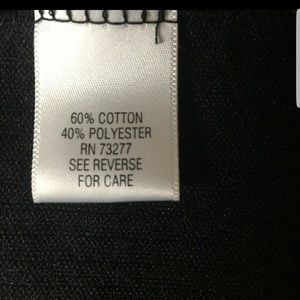 60% COTTON
40% POLYESTER
RN 73277
SEE REVERSE
FOR CARE